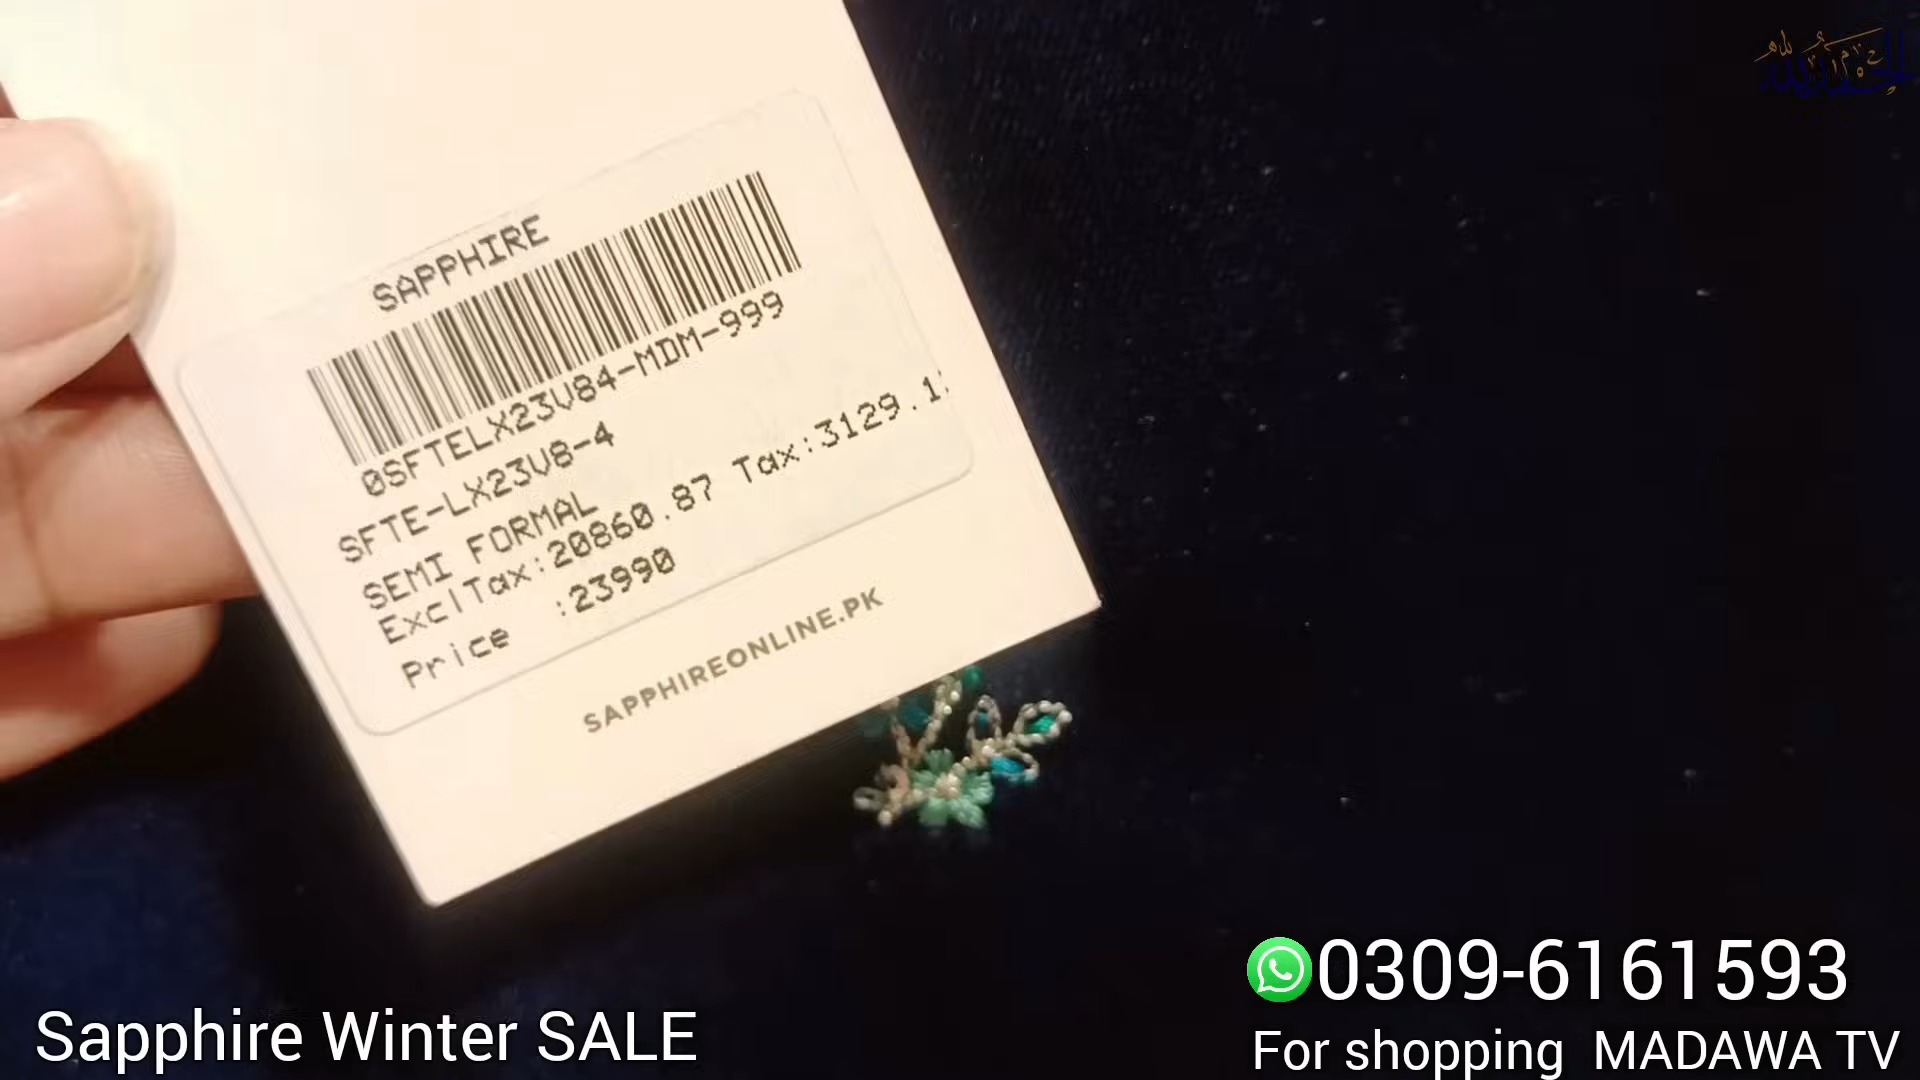 SAPPHIRE
0SFTELX23V84-MDM-999
SFTE-LX23V8-4
SEMI FORMAL
ExclTax:20860.87 Tax:3129.1
Price :23990
SAPPHIREONLINE.PK
0309-6161593
Sapphire Winter SALE
For shopping MADAWA TV